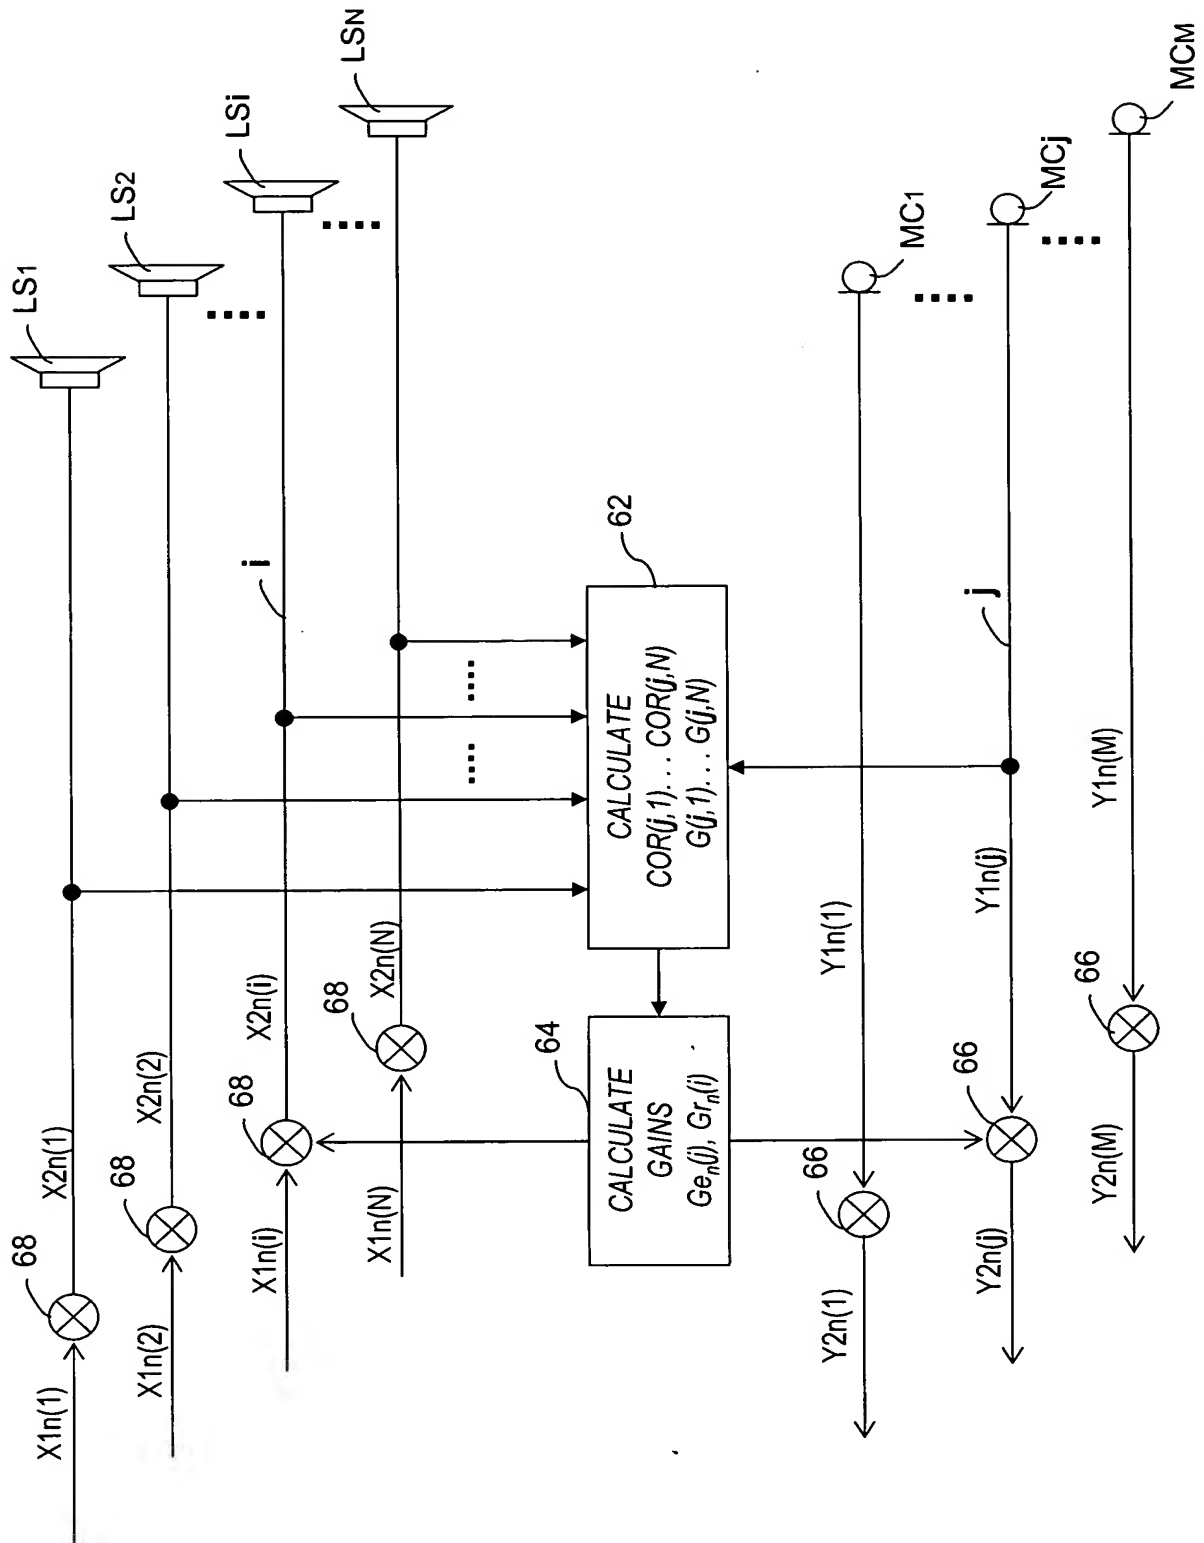 LS1
LS2
LSi
LSN
i
X1n(1)
68
X2n(1)
X1n(2)
68
X2n(2)
X1n(i)
68
X2n(i)
X1n(N)
68
X2n(N)
64
CALCULATE
GAINS
Ge_n(j), Gr_n(i)
62
CALCULATE
COR(j,1)... COR(j,N)
G(j,1)... G(j,N)
Y2n(1)
66
Y1n(1)
MC1
Y2n(j)
66
Y1n(j)
j
MCj
Y2n(M)
66
Y1n(M)
MCM